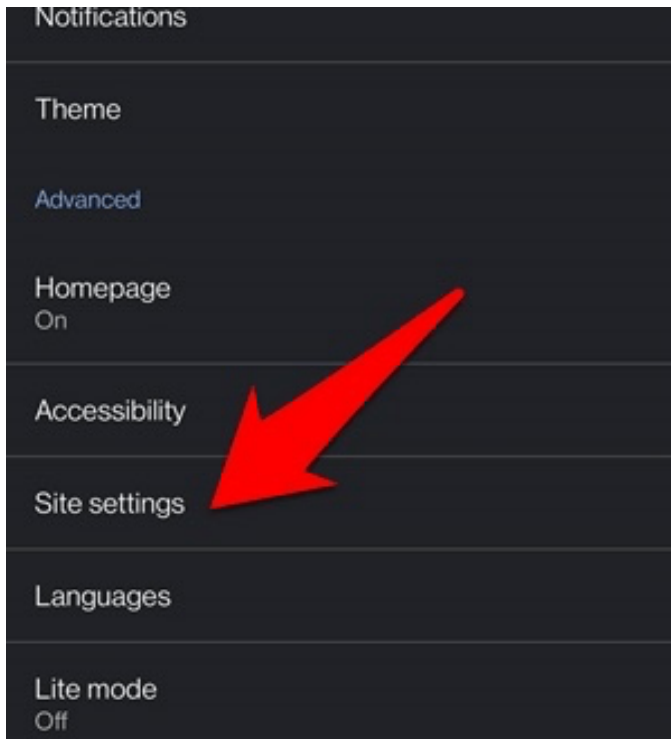 Notifications
Theme
Advanced
Homepage
On
Accessibility
Site settings
Languages
Lite mode
Off